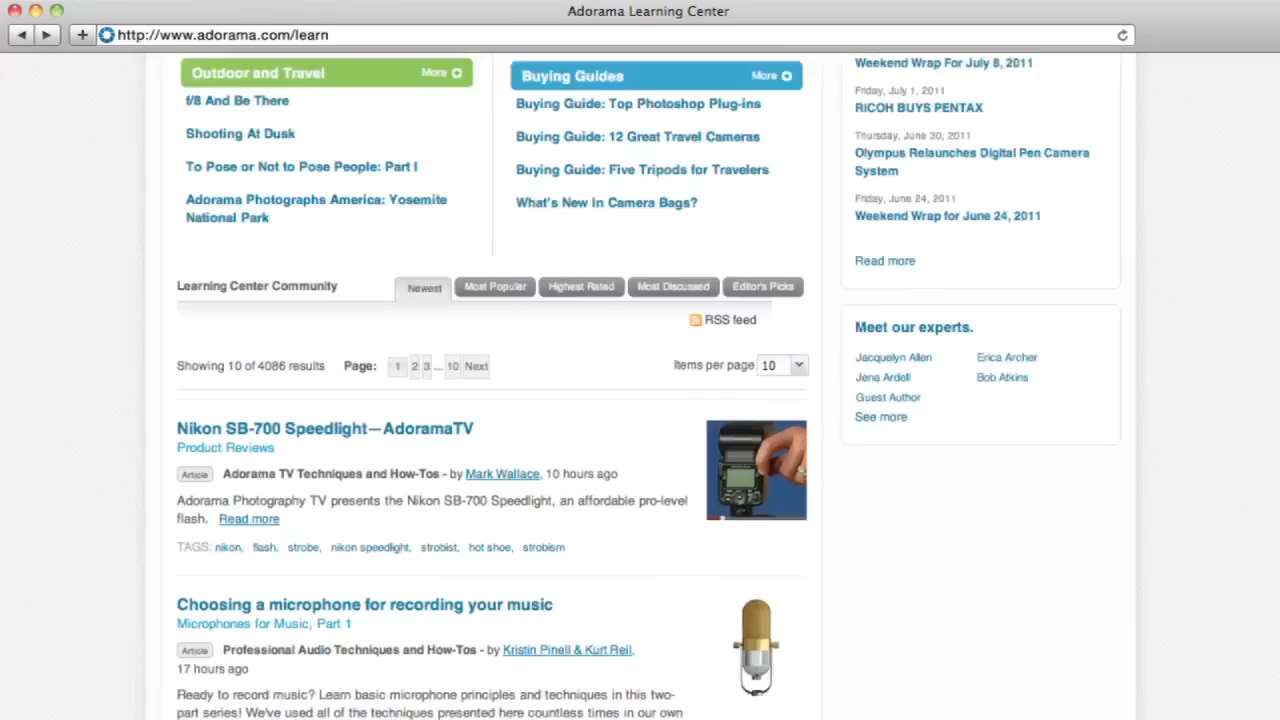 Adorama Learning Center
http://www.adorama.com/learn
Outdoor and Travel
More
f/8 And Be There
Shooting At Dusk
To Pose or Not to Pose People: Part I
Adorama Photographs America: Yosemite
National Park
Buying Guides
More
Buying Guide: Top Photoshop Plug-ins
Buying Guide: 12 Great Travel Cameras
Buying Guide: Five Tripods for Travelers
What's New In Camera Bags?
Weekend Wrap For July 8, 2011
Friday, July 1, 2011
RICOH BUYS PENTAX
Thursday, June 30, 2011
Olympus Relaunches Digital Pen Camera
System
Friday, June 24, 2011
Weekend Wrap for June 24, 2011
Read more
Learning Center Community
Newest
Most Popular
Highest Rated
Most Discussed
Editor's Picks
RSS feed
Showing 10 of 4086 results
Page: 1 2 3 ... 10 Next
Items per page 10
Meet our experts.
Jacquelyn Allen
Erica Archer
Jena Ardell
Bob Atkins
Guest Author
See more
Nikon SB-700 Speedlight—AdoramaTV
Product Reviews
Article Adorama TV Techniques and How-Tos - by Mark Wallace, 10 hours ago
Adorama Photography TV presents the Nikon SB-700 Speedlight, an affordable pro-level
flash. Read more
TAGS: nikon, flash, strobe, nikon speedlight, strobist, hot shoe, strobism
Choosing a microphone for recording your music
Microphones for Music, Part 1
Article Professional Audio Techniques and How-Tos - by Kristin Pinell & Kurt Reil,
17 hours ago
Ready to record music? Learn basic microphone principles and techniques in this two-
part series! We've used all of the techniques presented here countless times in our own